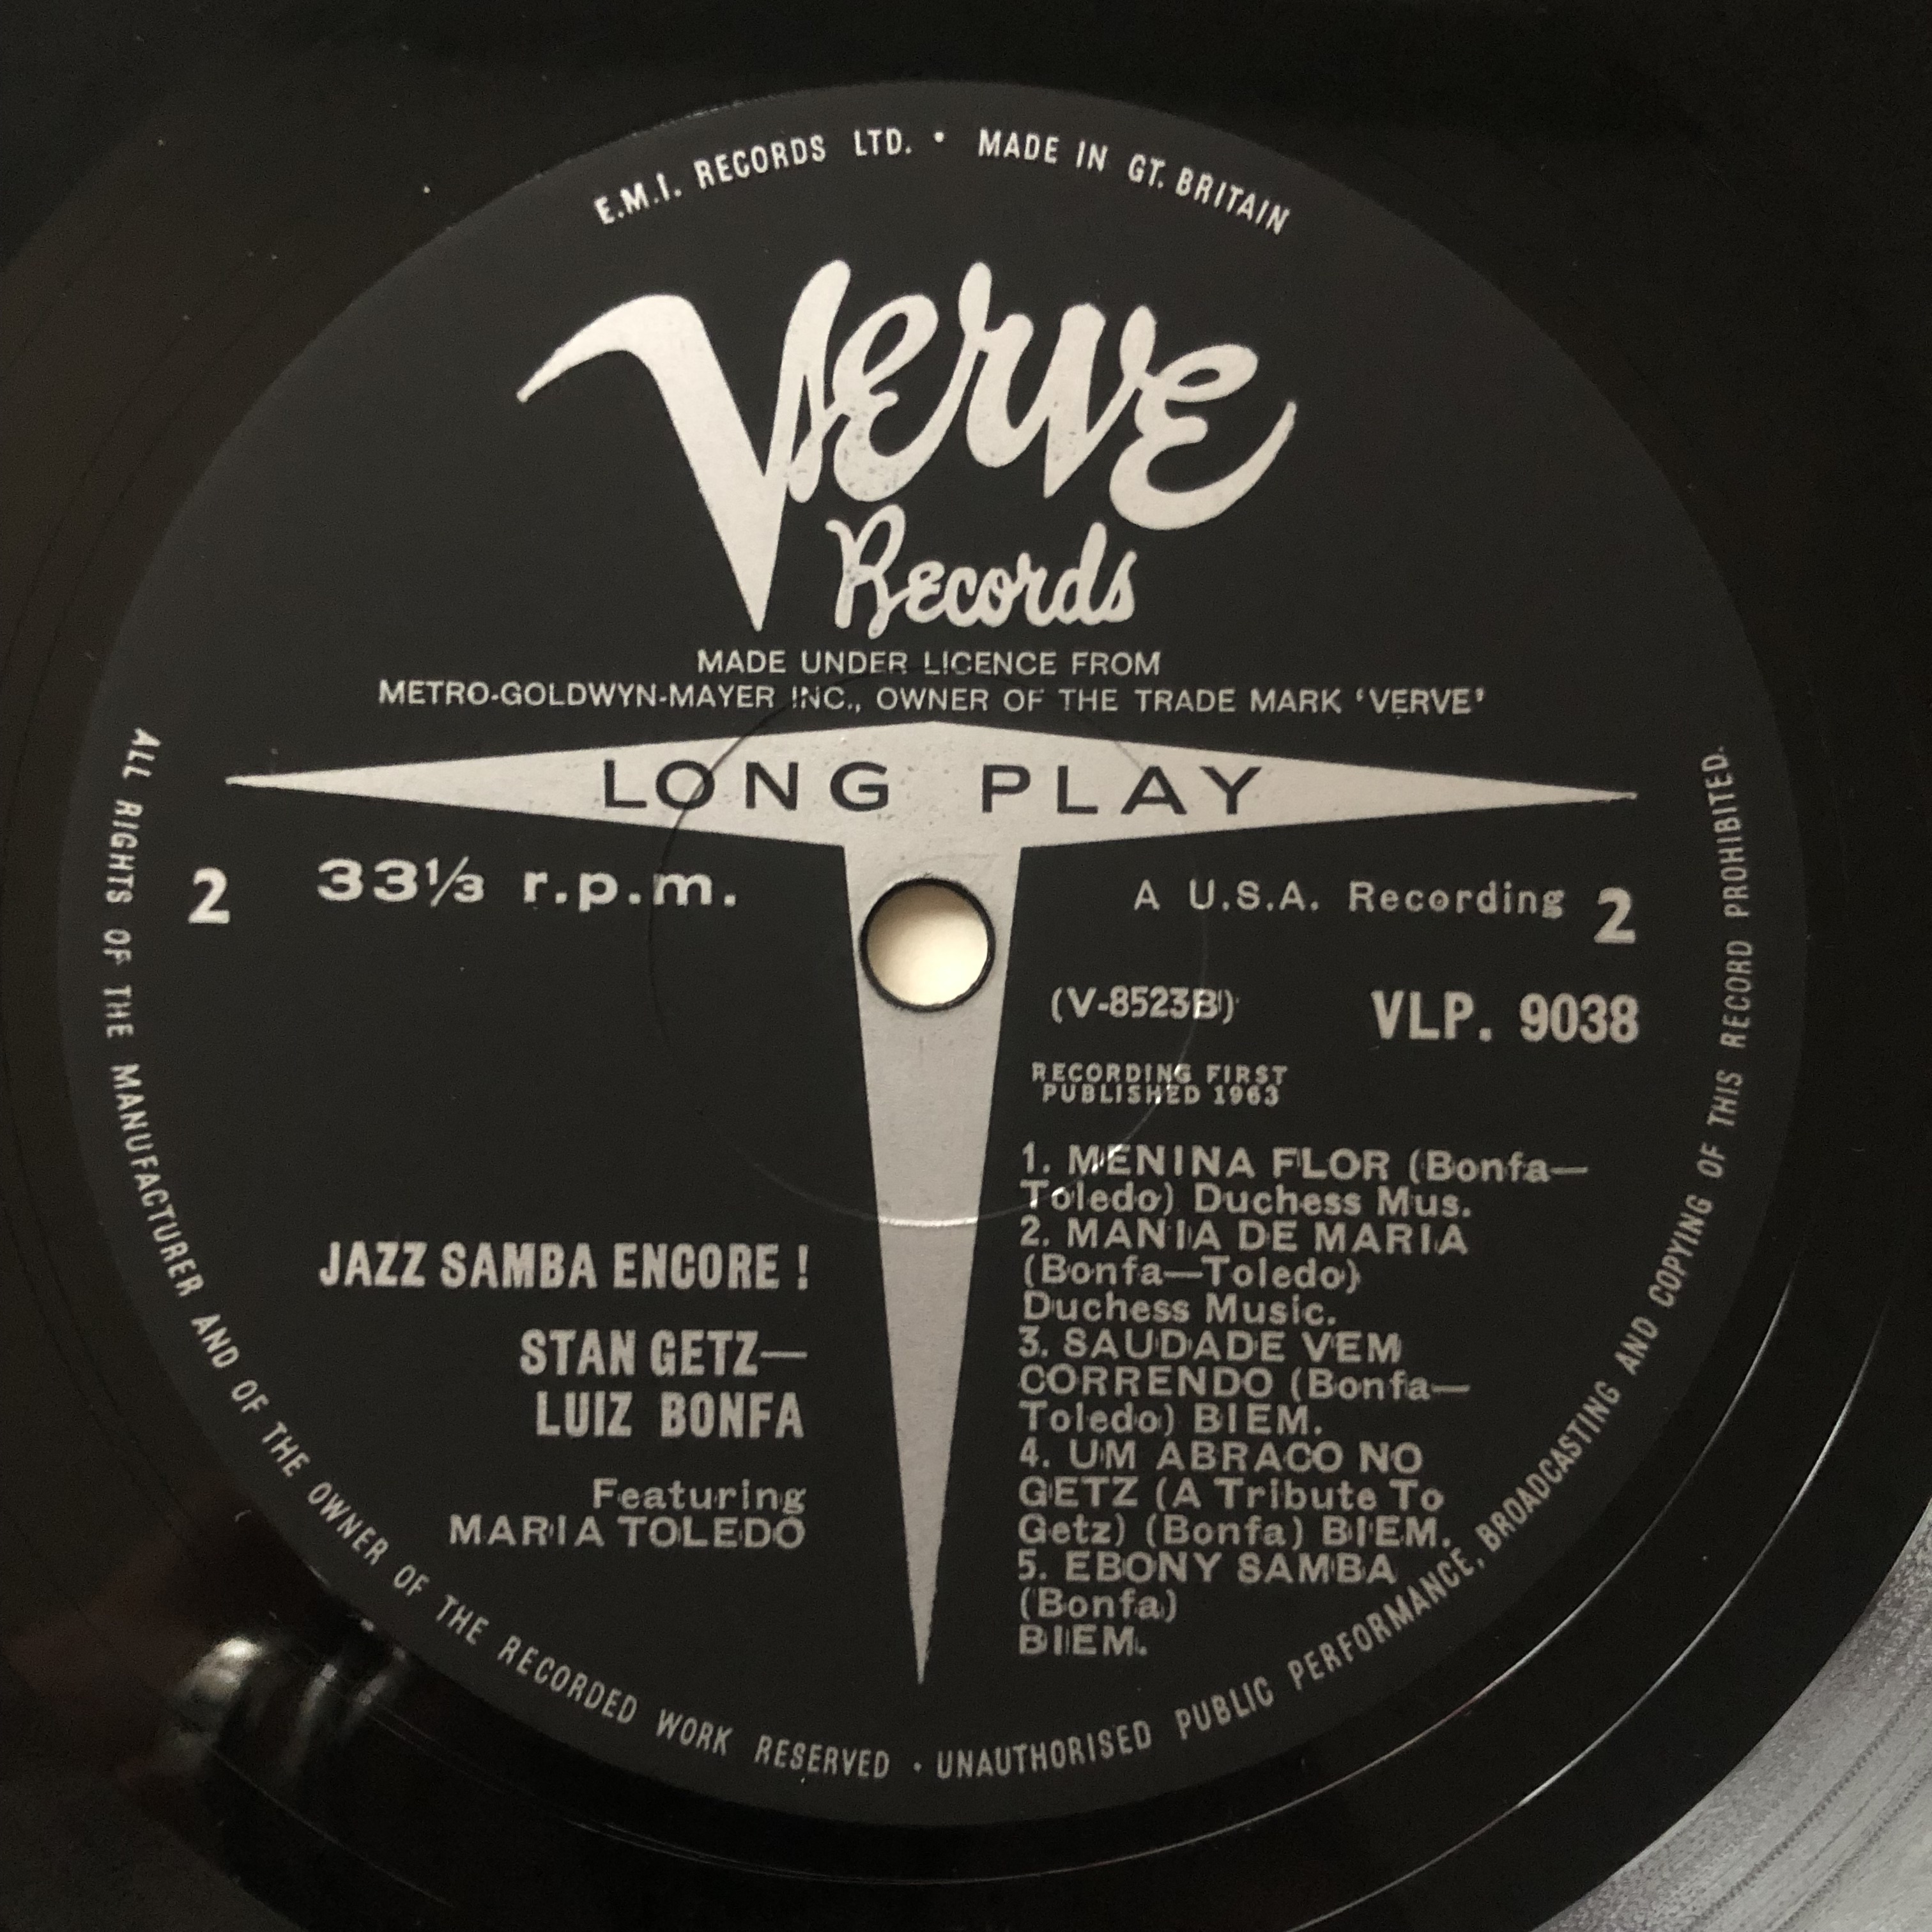 E.M.I. RECORDS LTD. • MADE IN GT. BRITAIN
Verve
Records
MADE UNDER LICENCE FROM
METRO-GOLDWYN-MAYER INC., OWNER OF THE TRADE MARK ‘VERVE’
LONG PLAY
2 33⅓ r.p.m.
A U.S.A. Recording 2
(V-8523B) VLP. 9038
RECORDING FIRST
PUBLISHED 1963
JAZZ SAMBA ENCORE !
STAN GETZ—
LUIZ BONFA
Featuring
MARIA TOLEDO
1. MENINA FLOR (Bonfa—
Toledo) Duchess Mus.
2. MANIA DE MARIA
(Bonfa—Toledo)
Duchess Music.
3. SAUDADE VEM
CORRENDO (Bonfa—
Toledo) BIEM.
4. UM ABRACO NO
GETZ (A Tribute To
Getz) (Bonfa) BIEM.
5. EBONY SAMBA
(Bonfa)
BIEM.
ALL RIGHTS OF THE MANUFACTURER AND OF THE OWNER OF THE RECORDED WORK RESERVED • UNAUTHORISED PUBLIC PERFORMANCE, BROADCASTING AND COPYING OF THIS RECORD PROHIBITED.